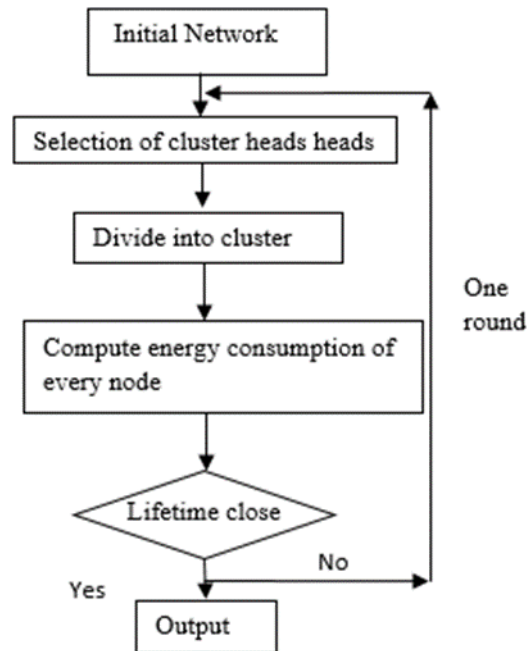 Initial Network
Selection of cluster heads heads
Divide into cluster
One
round
Compute energy consumption of
every node
Lifetime close
No
Yes
Output